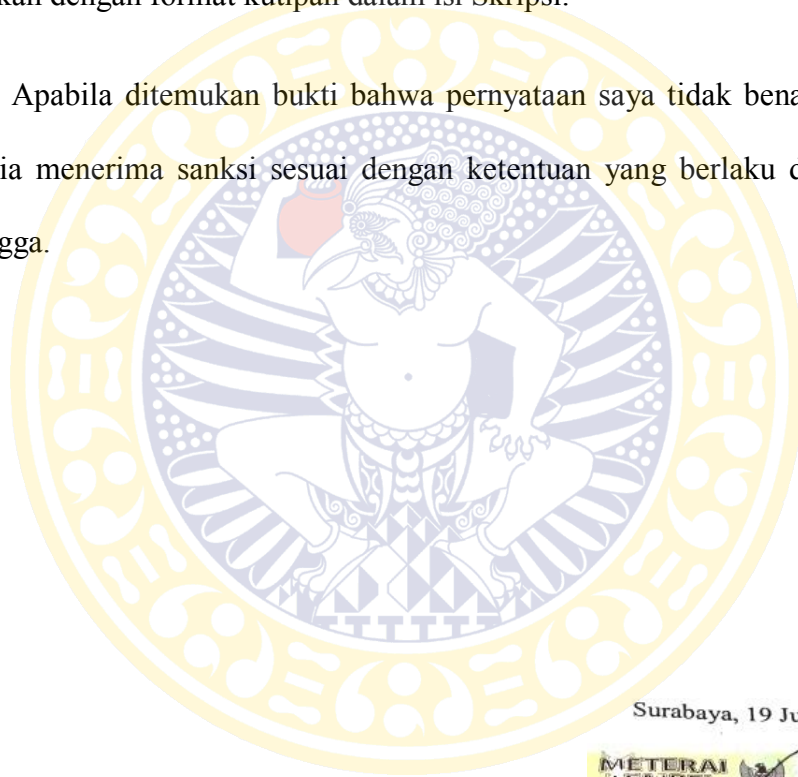 dengan format kutipan dalam isi Skripsi.
Apabila ditemukan bukti bahwa pernyataan saya tidak bena
ia menerima sanksi sesuai dengan ketentuan yang berlaku d
gga.
Surabaya, 19 Ju
METERAI